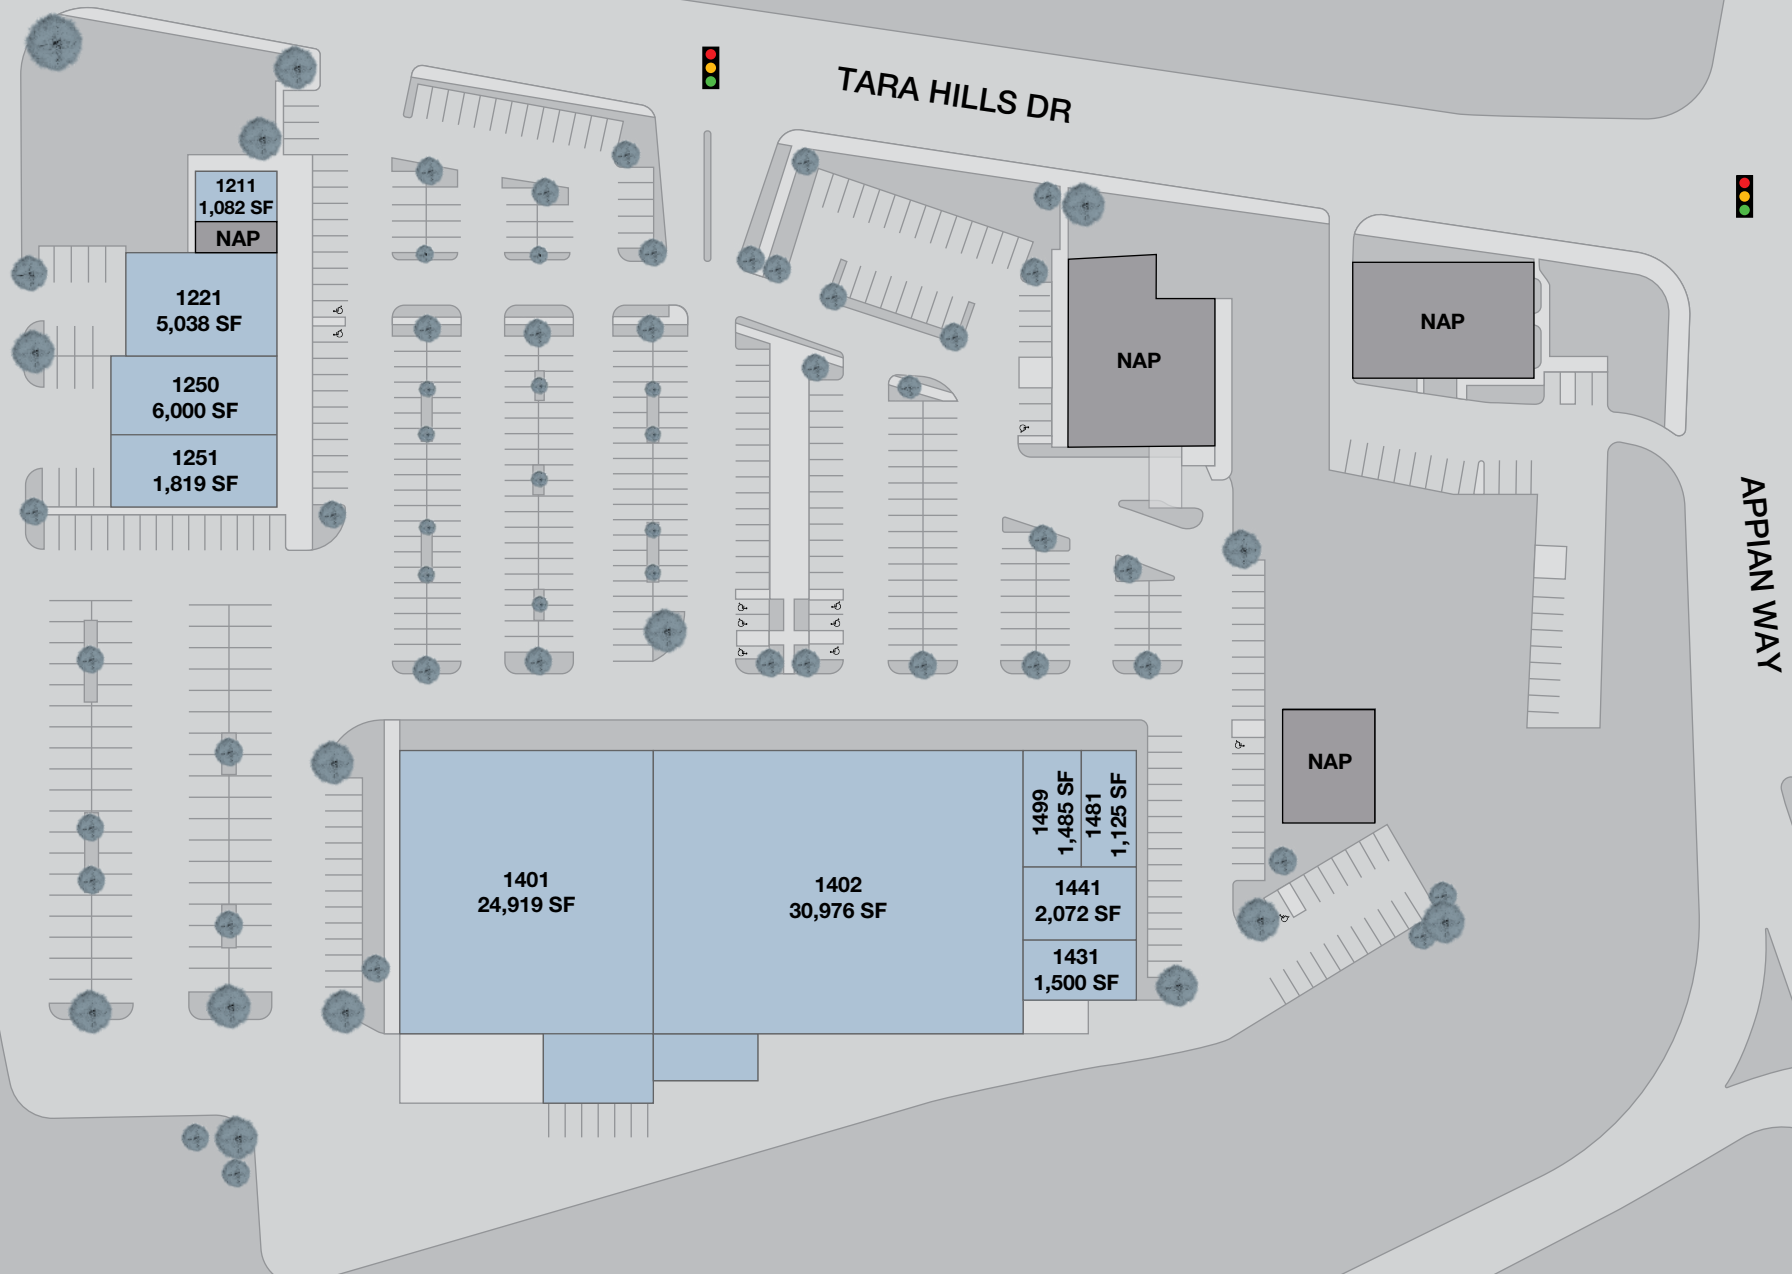 TARA HILLS DR
1211
1,082 SF
NAP
1221
5,038 SF
1250
6,000 SF
1251
1,819 SF
NAP
NAP
APPIAN WAY
NAP
1401
24,919 SF
1402
30,976 SF
1499
1,485 SF
1481
1,125 SF
1441
2,072 SF
1431
1,500 SF